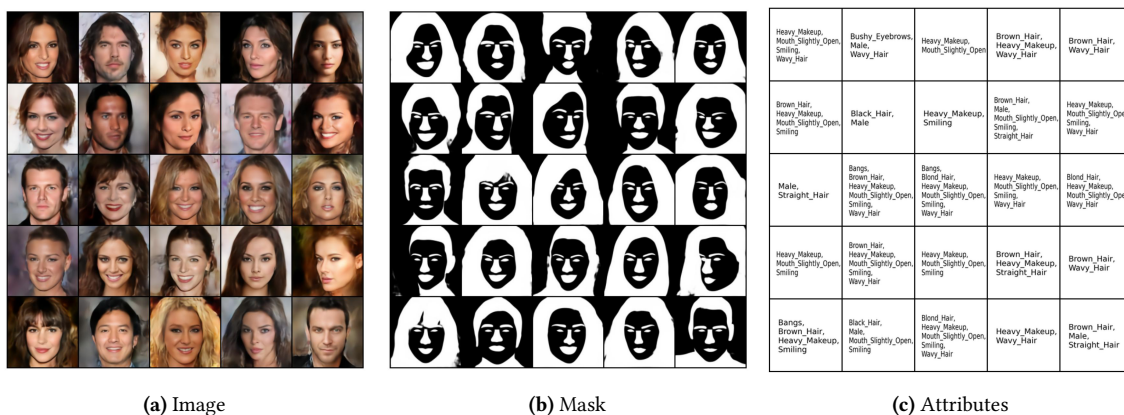 Heavy_Makeup,
Mouth_Slightly_Open,
Smiling,
Wavy_Hair
Bushy_Eyebrows,
Male,
Wavy_Hair
Heavy_Makeup,
Mouth_Slightly_Open
Brown_Hair,
Heavy_Makeup,
Wavy_Hair
Brown_Hair,
Wavy_Hair
Brown_Hair,
Heavy_Makeup,
Mouth_Slightly_Open,
Smiling
Black_Hair,
Male
Heavy_Makeup,
Smiling
Brown_Hair,
Male,
Mouth_Slightly_Open,
Smiling,
Straight_Hair
Heavy_Makeup,
Mouth_Slightly_Open,
Smiling,
Wavy_Hair
Male,
Straight_Hair
Bangs,
Brown_Hair,
Heavy_Makeup,
Mouth_Slightly_Open,
Smiling,
Wavy_Hair
Bangs,
Blond_Hair,
Heavy_Makeup,
Mouth_Slightly_Open,
Smiling,
Wavy_Hair
Heavy_Makeup,
Mouth_Slightly_Open,
Smiling,
Wavy_Hair
Blond_Hair,
Heavy_Makeup,
Mouth_Slightly_Open,
Wavy_Hair
Heavy_Makeup,
Mouth_Slightly_Open,
Smiling
Brown_Hair,
Heavy_Makeup,
Mouth_Slightly_Open,
Smiling,
Wavy_Hair
Heavy_Makeup,
Mouth_Slightly_Open,
Smiling
Brown_Hair,
Heavy_Makeup,
Straight_Hair
Brown_Hair,
Wavy_Hair
Bangs,
Brown_Hair,
Heavy_Makeup,
Smiling
Black_Hair,
Male,
Mouth_Slightly_Open,
Smiling
Blond_Hair,
Heavy_Makeup,
Mouth_Slightly_Open,
Smiling,
Wavy_Hair
Heavy_Makeup,
Wavy_Hair
Brown_Hair,
Male,
Straight_Hair
(a) Image
(b) Mask
(c) Attributes